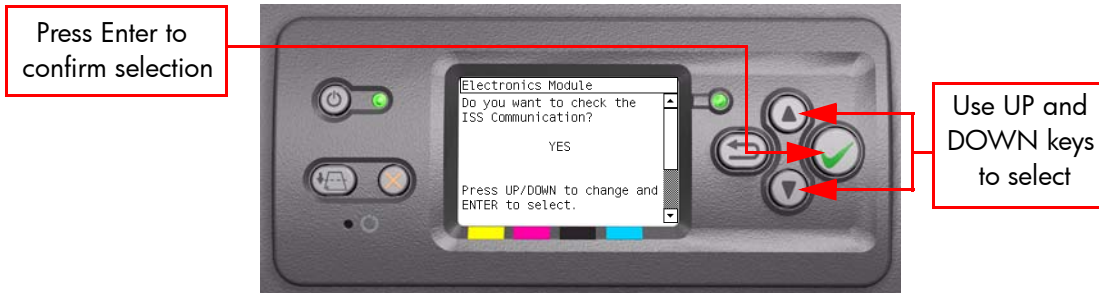 Press Enter to
confirm selection
Electronics Module
Do you want to check the
ISS Communication?
YES
Press UP/DOWN to change and
ENTER to select.
Use UP and
DOWN keys
to select